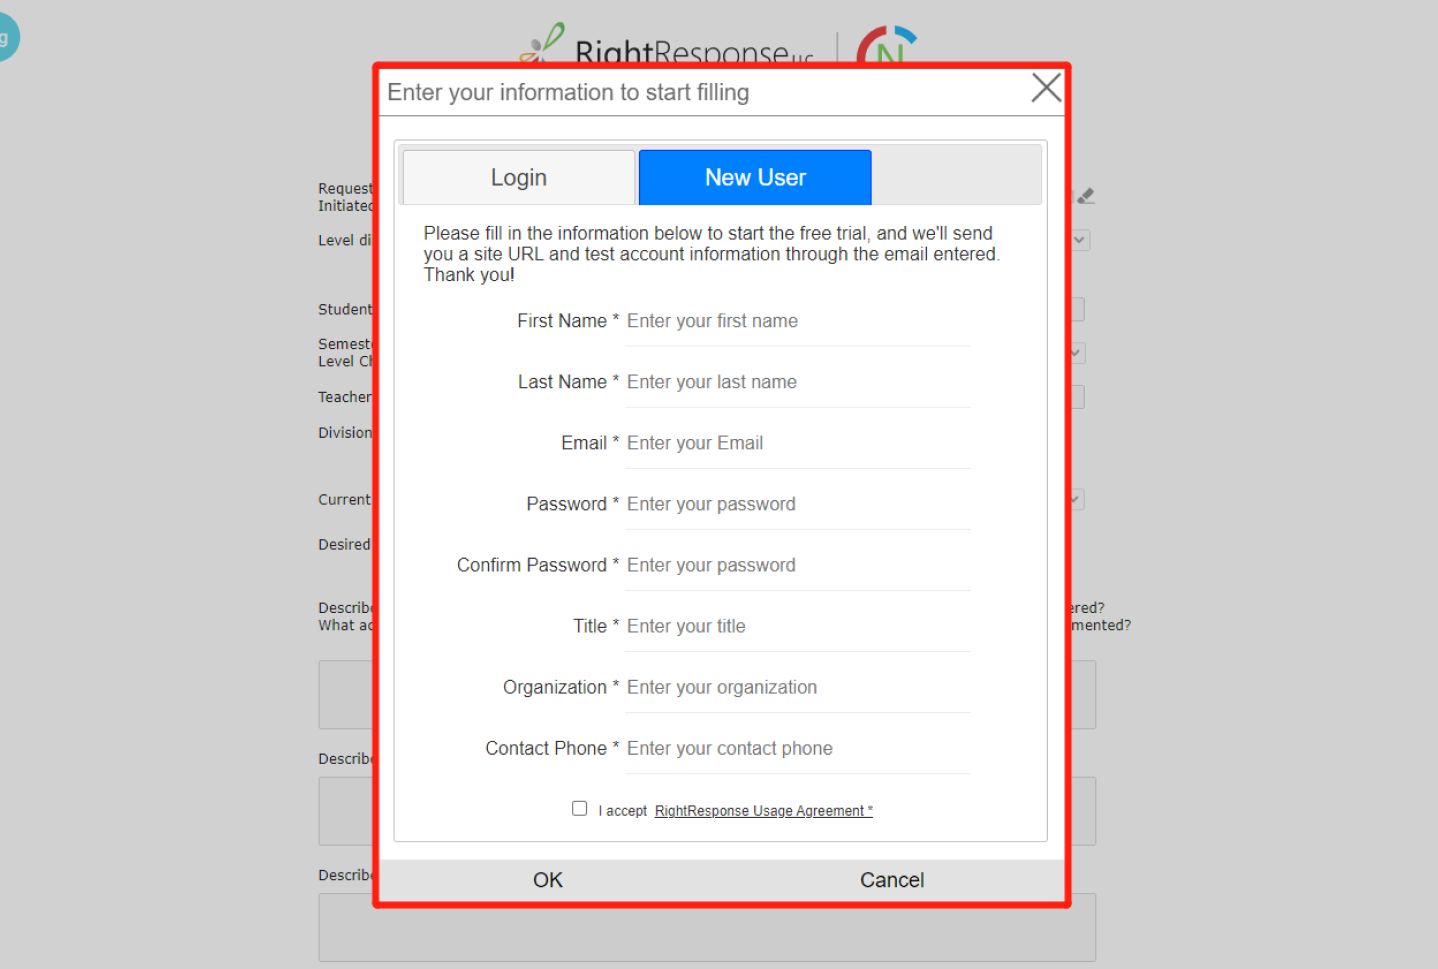 g
RightResponse LLC
N
Enter your information to start filling
Login
New User
Request
Initiated
Level di
Please fill in the information below to start the free trial, and we'll send
you a site URL and test account information through the email entered.
Thank you!
Student
First Name * Enter your first name
Semest
Level Ch
Last Name * Enter your last name
Teacher
Division
Email * Enter your Email
Current
Password * Enter your password
Desired
Confirm Password * Enter your password
Describe
ered?
What ac
mented?
Title * Enter your title
Organization * Enter your organization
Contact Phone * Enter your contact phone
Describe
I accept RightResponse Usage Agreement *
Describe
OK
Cancel